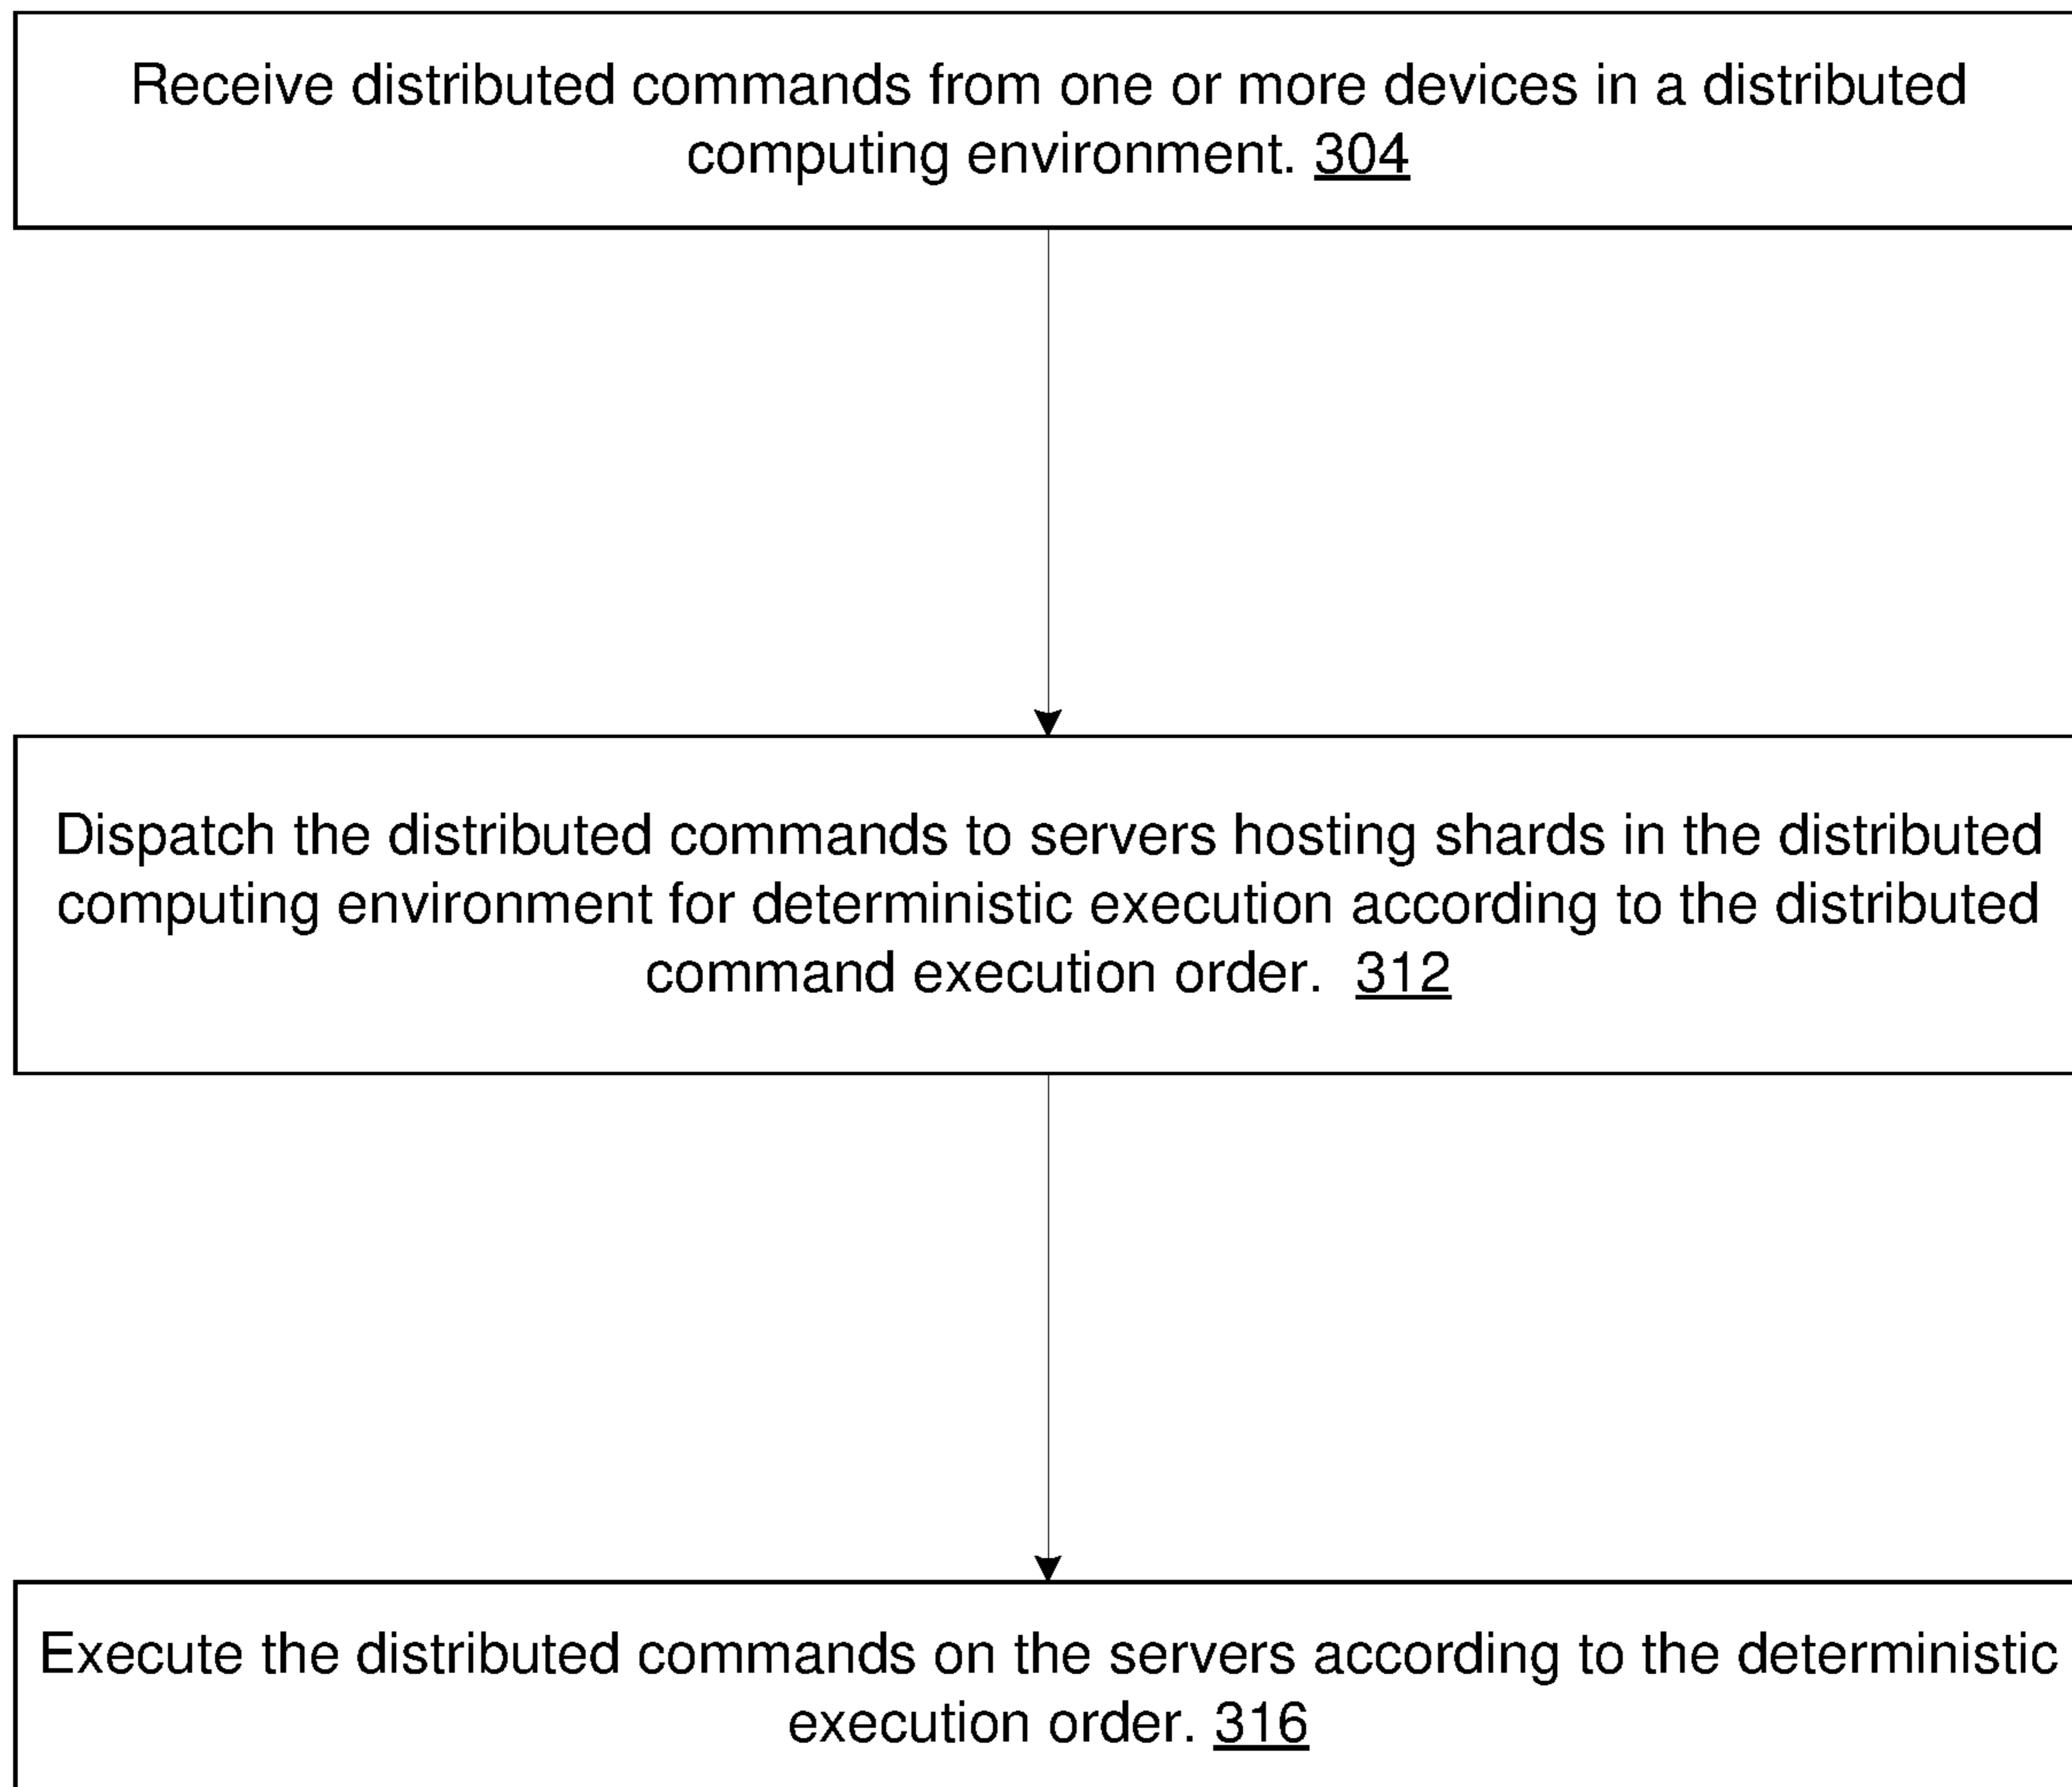 Receive distributed commands from one or more devices in a distributed
computing environment. 304
Dispatch the distributed commands to servers hosting shards in the distributed
computing environment for deterministic execution according to the distributed
command execution order. 312
Execute the distributed commands on the servers according to the deterministic
execution order. 316